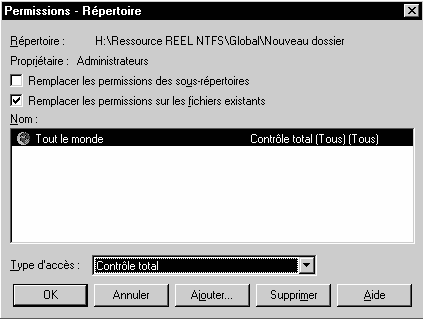 Permissions - Répertoire
Répertoire : H:\Ressource REEL NTFS\Global\Nouveau dossier
Propriétaire : Administrateurs
Remplacer les permissions des sous-répertoires
Remplacer les permissions sur les fichiers existants
Nom :
Tout le monde Contrôle total (Tous) (Tous)
Type d'accès : Contrôle total
OK Annuler Ajouter... Supprimer Aide